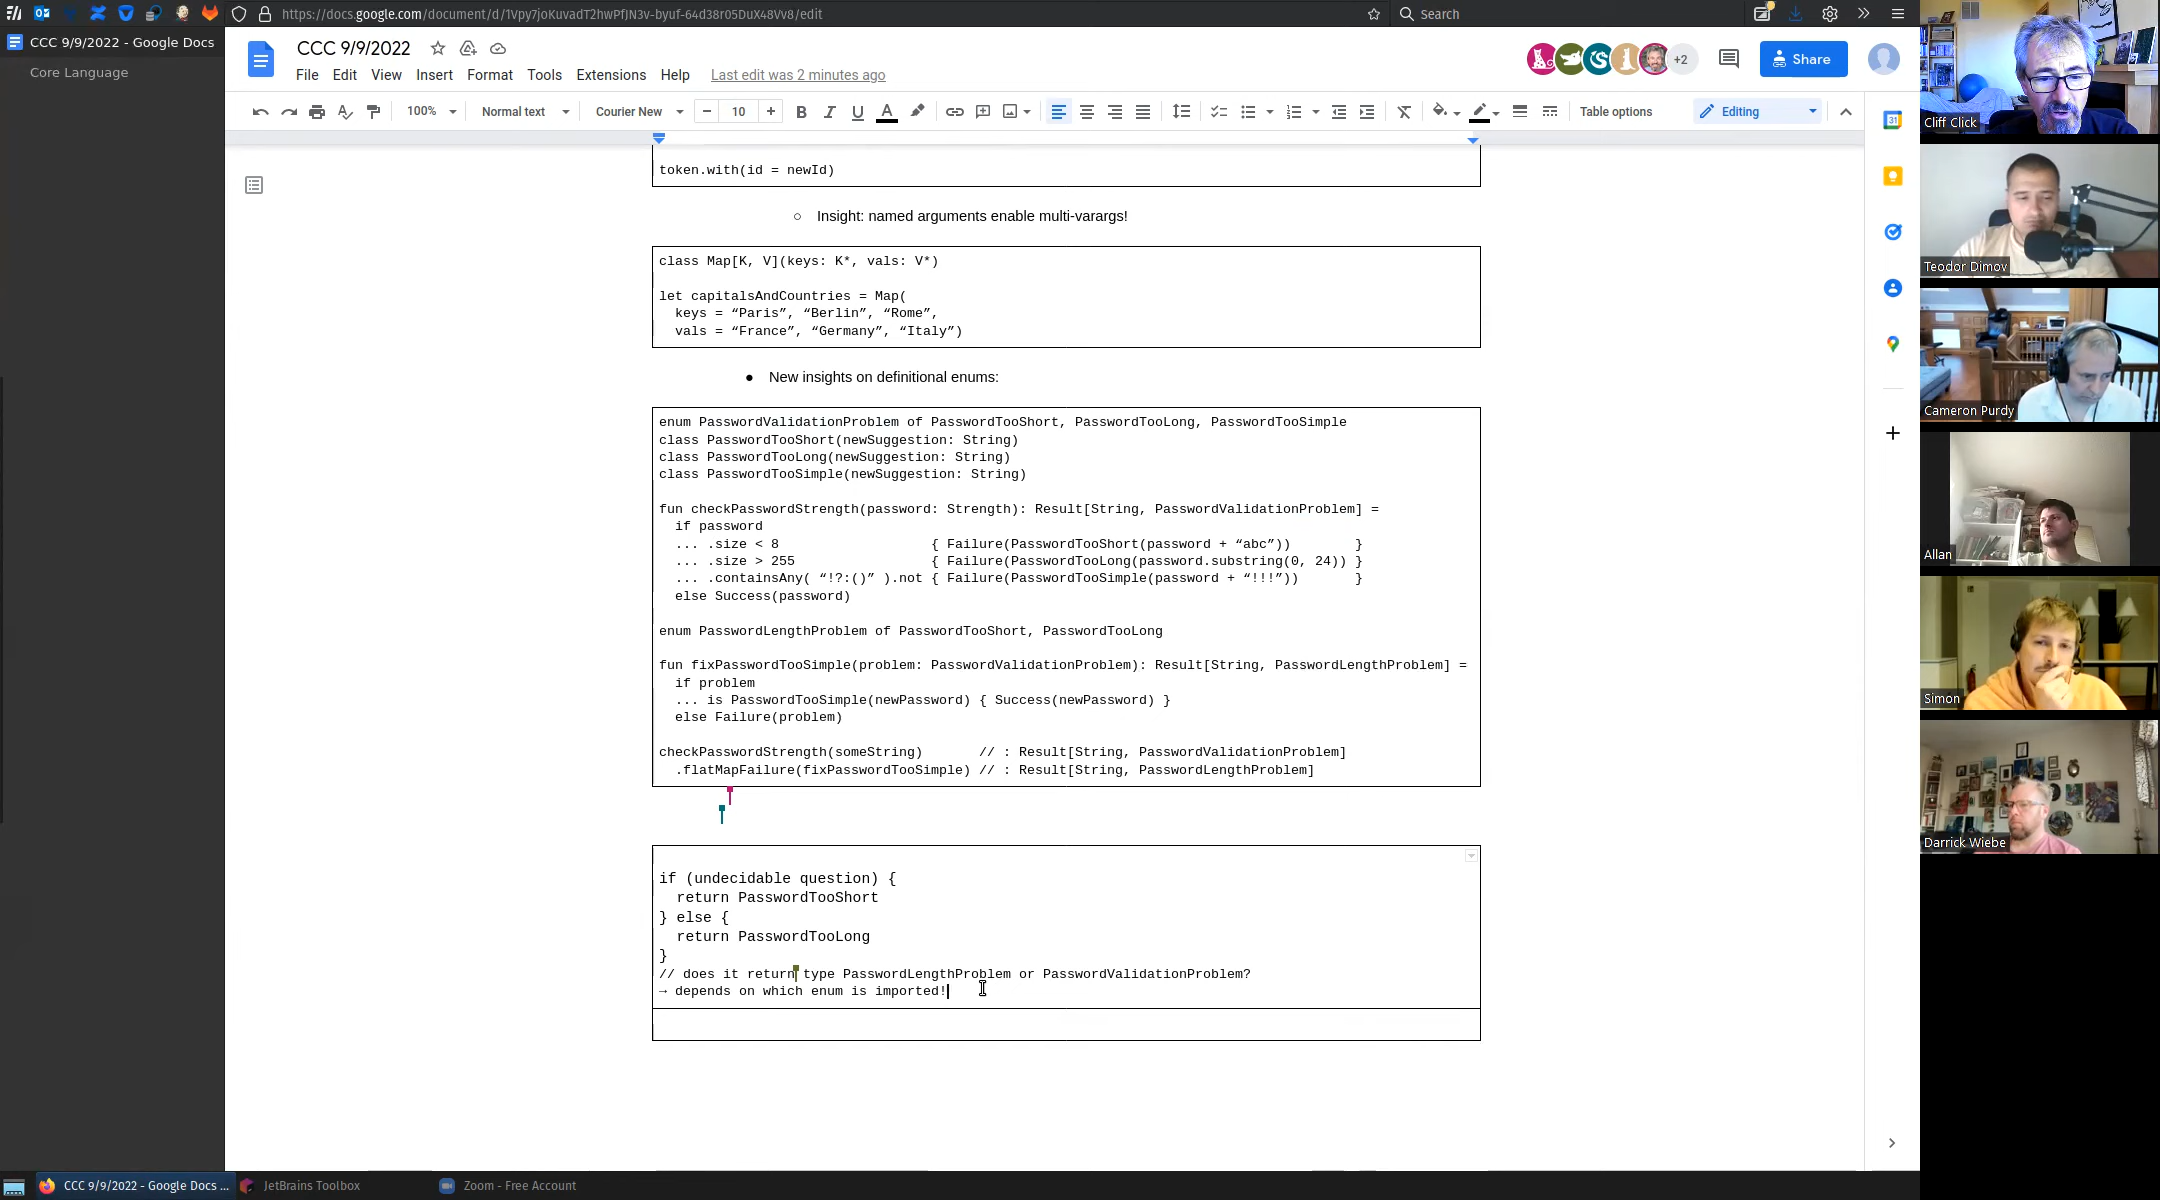 https://docs.google.com/document/d/1Vpy7joKuvadT2hwPfJN3v-byuf-64d38r05DuX48Vv8/edit
Search
CCC 9/9/2022 - Google Docs
Core Language
CCC 9/9/2022
File Edit View Insert Format Tools Extensions Help Last edit was 2 minutes ago
+2
Share
100% Normal text Courier New 10 Table options Editing
token.with(id = newId)
○ Insight: named arguments enable multi-varargs!
class Map[K, V](keys: K*, vals: V*)
let capitalsAndCountries = Map(
keys = “Paris”, “Berlin”, “Rome”,
vals = “France”, “Germany”, “Italy”)
● New insights on definitional enums:
enum PasswordValidationProblem of PasswordTooShort, PasswordTooLong, PasswordTooSimple
class PasswordTooShort(newSuggestion: String)
class PasswordTooLong(newSuggestion: String)
class PasswordTooSimple(newSuggestion: String)
fun checkPasswordStrength(password: Strength): Result[String, PasswordValidationProblem] =
if password
... .size < 8 { Failure(PasswordTooShort(password + “abc”)) }
... .size > 255 { Failure(PasswordTooLong(password.substring(0, 24)) }
... .containsAny( “!?:()” ).not { Failure(PasswordTooSimple(password + “!!!”)) }
else Success(password)
enum PasswordLengthProblem of PasswordTooShort, PasswordTooLong
fun fixPasswordTooSimple(problem: PasswordValidationProblem): Result[String, PasswordLengthProblem] =
if problem
... is PasswordTooSimple(newPassword) { Success(newPassword) }
else Failure(problem)
checkPasswordStrength(someString) // : Result[String, PasswordValidationProblem]
.flatMapFailure(fixPasswordTooSimple) // : Result[String, PasswordLengthProblem]
if (undecidable question) {
return PasswordTooShort
} else {
return PasswordTooLong
}
// does it return type PasswordLengthProblem or PasswordValidationProblem?
→ depends on which enum is imported!
31
Cliff Click
Teodor Dimov
Cameron Purdy
Allan
Simon
Darrick Wiebe
CCC 9/9/2022 - Google Docs ...
JetBrains Toolbox
Zoom - Free Account